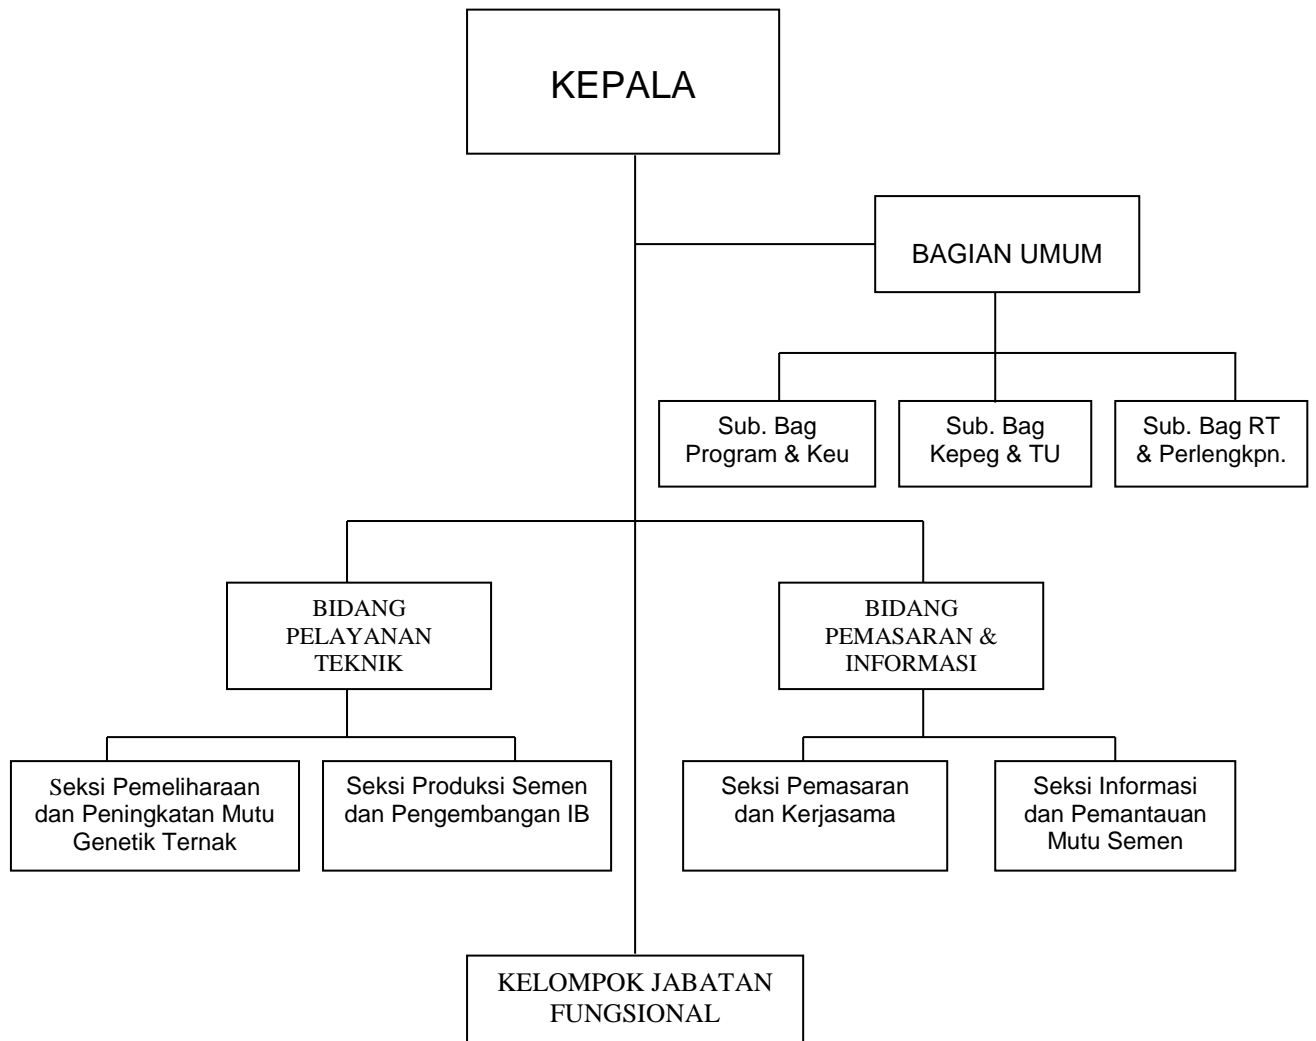 KEPALA
BAGIAN UMUM
Sub. Bag
Program & Keu
Sub. Bag
Kepeg & TU
Sub. Bag RT
& Perlengkpn.
BIDANG
PELAYANAN
TEKNIK
BIDANG
PEMASARAN &
INFORMASI
Seksi Pemeliharaan
dan Peningkatan Mutu
Genetik Ternak
Seksi Produksi Semen
dan Pengembangan IB
Seksi Pemasaran
dan Kerjasama
Seksi Informasi
dan Pemantauan
Mutu Semen
KELOMPOK JABATAN
FUNGSIONAL